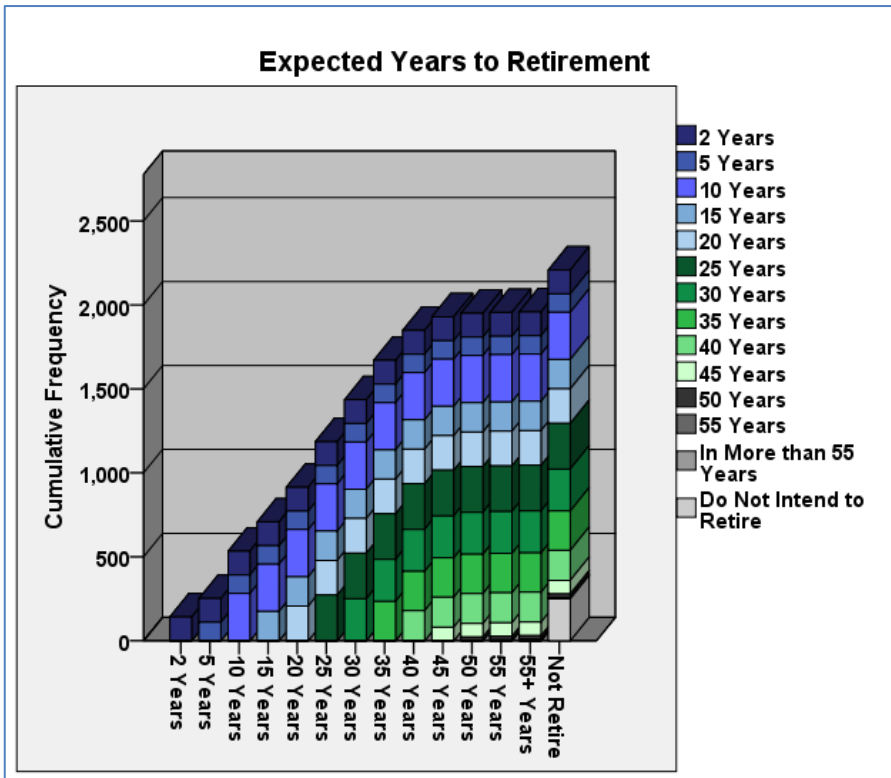 Expected Years to Retirement
Cumulative Frequency
2,500
2,000
1,500
1,000
500
0
2 Years
5 Years
10 Years
15 Years
20 Years
25 Years
30 Years
35 Years
40 Years
45 Years
50 Years
55 Years
55+ Years
Not Retire
2 Years
5 Years
10 Years
15 Years
20 Years
25 Years
30 Years
35 Years
40 Years
45 Years
50 Years
55 Years
In More than 55
Years
Do Not Intend to
Retire